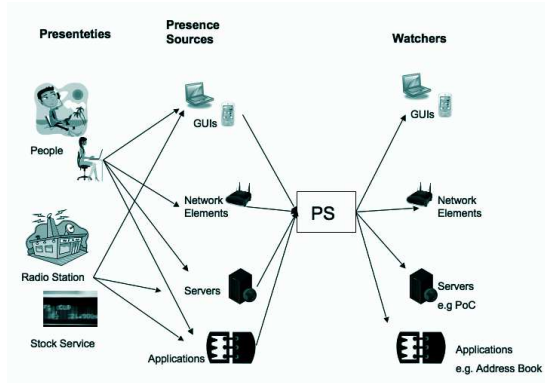 Presenteties
Presence
Sources
Watchers
People
GUIs
GUIs
Network
Elements
PS
Network
Elements
Radio Station
Servers
Servers
e.g PoC
Stock Service
Applications
Applications
e.g. Address Book